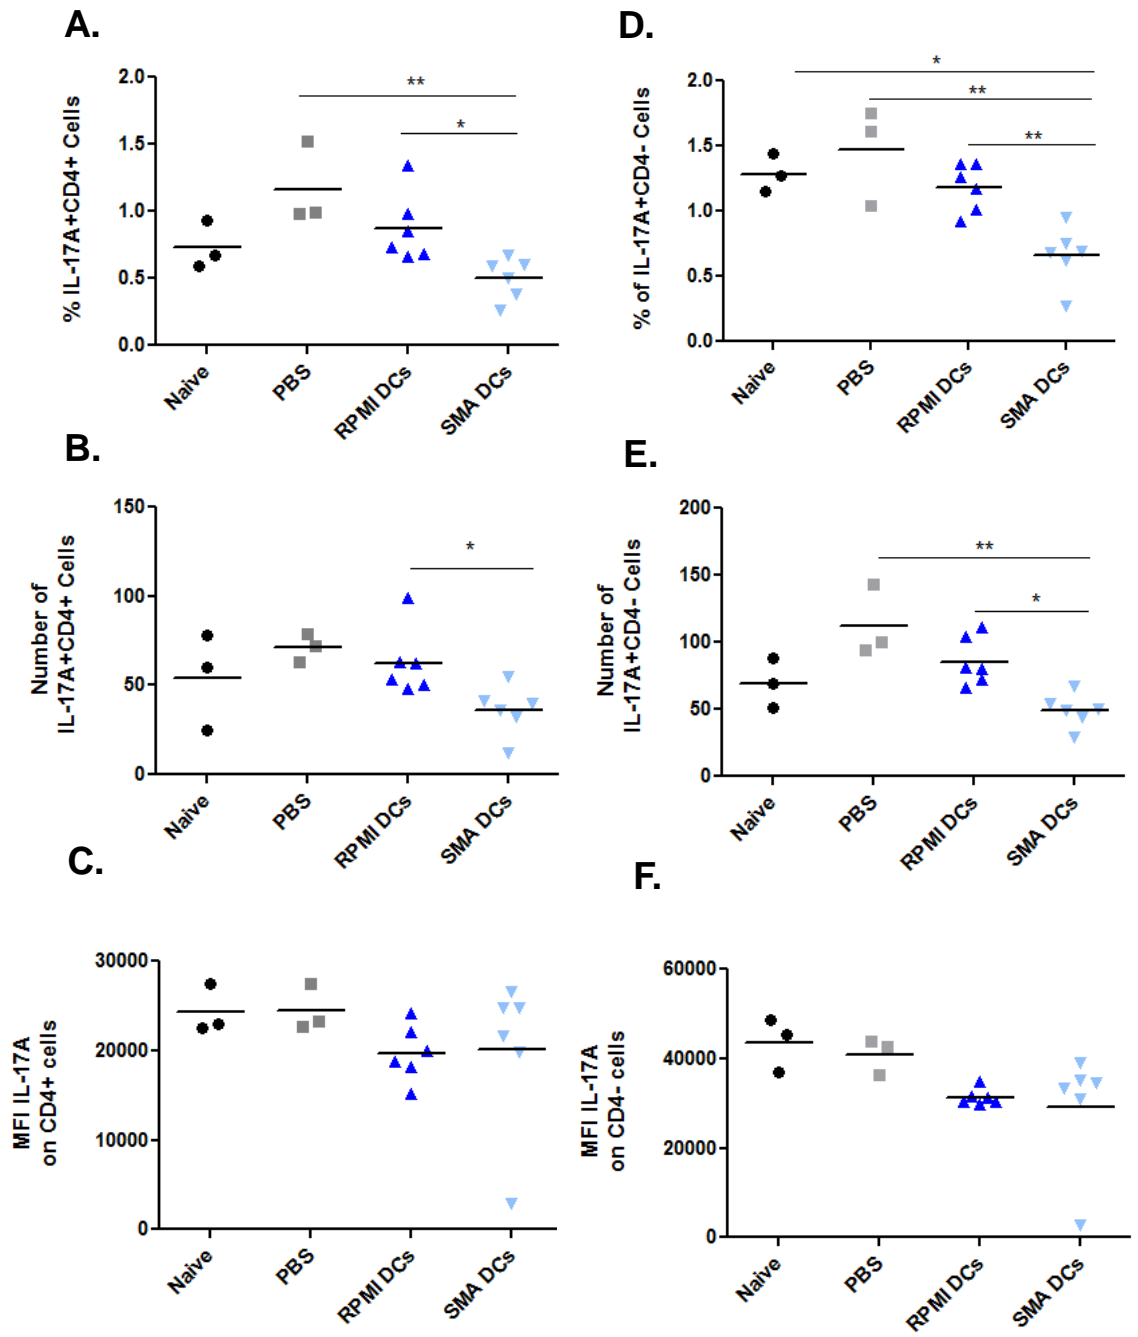 A.
% IL-17A+CD4+ Cells
2.0
1.5
1.0
0.5
0.0
**
*
Naive
PBS
RPMI DCs
SMA DCs
D.
% of IL-17A+CD4- Cells
2.0
1.5
1.0
0.5
0.0
*
**
**
Naive
PBS
RPMI DCs
SMA DCs
B.
Number of
IL-17A+CD4+ Cells
150
100
50
0
*
Naive
PBS
RPMI DCs
SMA DCs
E.
Number of
IL-17A+CD4- Cells
200
150
100
50
0
**
*
Naive
PBS
RPMI DCs
SMA DCs
C.
MFI IL-17A
on CD4+ cells
30000
20000
10000
0
Naive
PBS
RPMI DCs
SMA DCs
F.
MFI IL-17A
on CD4- cells
60000
40000
20000
0
Naive
PBS
RPMI DCs
SMA DCs